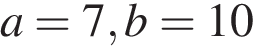 a = 7, b = 10